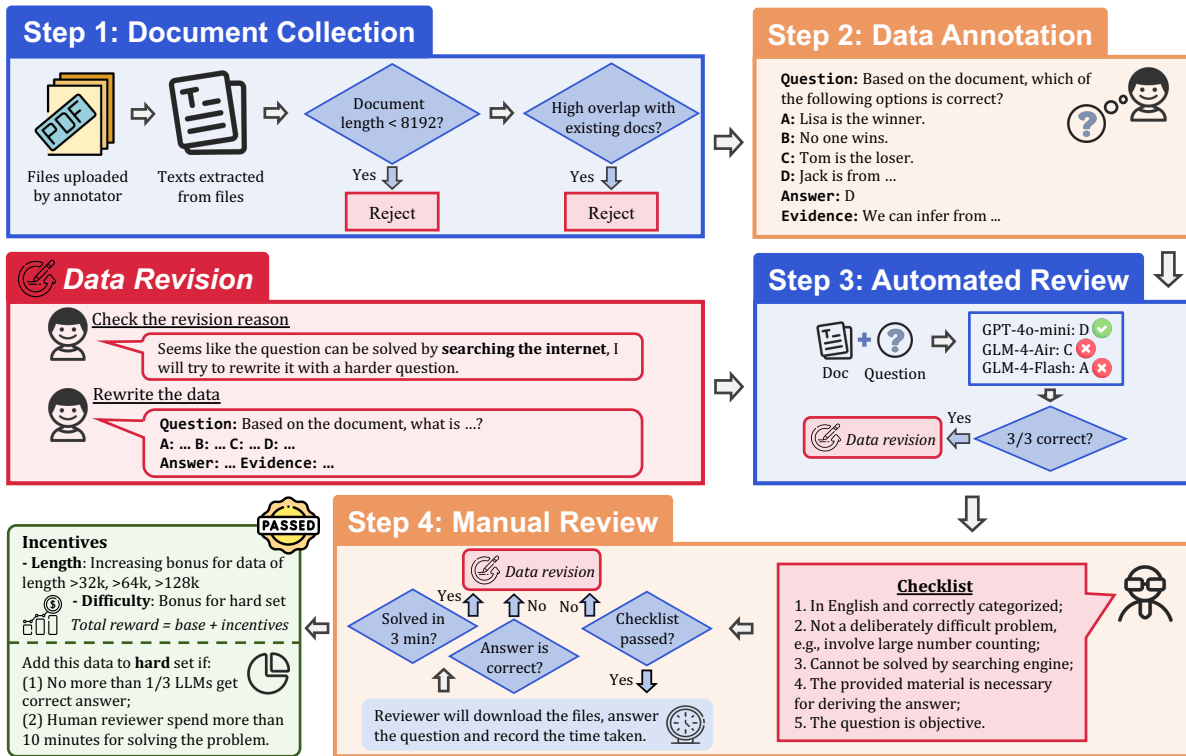 Step 1: Document Collection
PDF
Files uploaded
by annotator
T
Texts extracted
from files
Document
length < 8192?
Yes
Reject
High overlap with
existing docs?
Yes
Reject
Step 2: Data Annotation
Question: Based on the document, which of
the following options is correct?
A: Lisa is the winner.
B: No one wins.
C: Tom is the loser.
D: Jack is from ...
Answer: D
Evidence: We can infer from ...
?
Data Revision
Check the revision reason
Seems like the question can be solved by searching the internet, I
will try to rewrite it with a harder question.
Rewrite the data
Question: Based on the document, what is ...?
A: ... B: ... C: ... D: ...
Answer: ... Evidence: ...
Step 3: Automated Review
T
+
?
Doc
Question
GPT-4o-mini: D
GLM-4-Air: C
GLM-4-Flash: A
3/3 correct?
Yes
Data revision
Step 4: Manual Review
Checklist
1. In English and correctly categorized;
2. Not a deliberately difficult problem,
e.g., involve large number counting;
3. Cannot be solved by searching engine;
4. The provided material is necessary
for deriving the answer;
5. The question is objective.
Data revision
Yes
No
No
Solved in
3 min?
Answer is
correct?
Checklist
passed?
Yes
Reviewer will download the files, answer
the question and record the time taken.
PASSED
Incentives
- Length: Increasing bonus for data of
length >32k, >64k, >128k
$
- Difficulty: Bonus for hard set
Total reward = base + incentives
Add this data to hard set if:
(1) No more than 1/3 LLMs get
correct answer;
(2) Human reviewer spend more than
10 minutes for solving the problem.